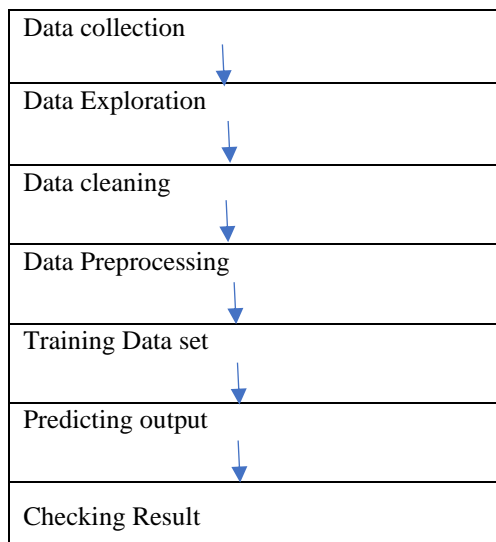 Data collection
Data Exploration
Data cleaning
Data Preprocessing
Training Data set
Predicting output
Checking Result